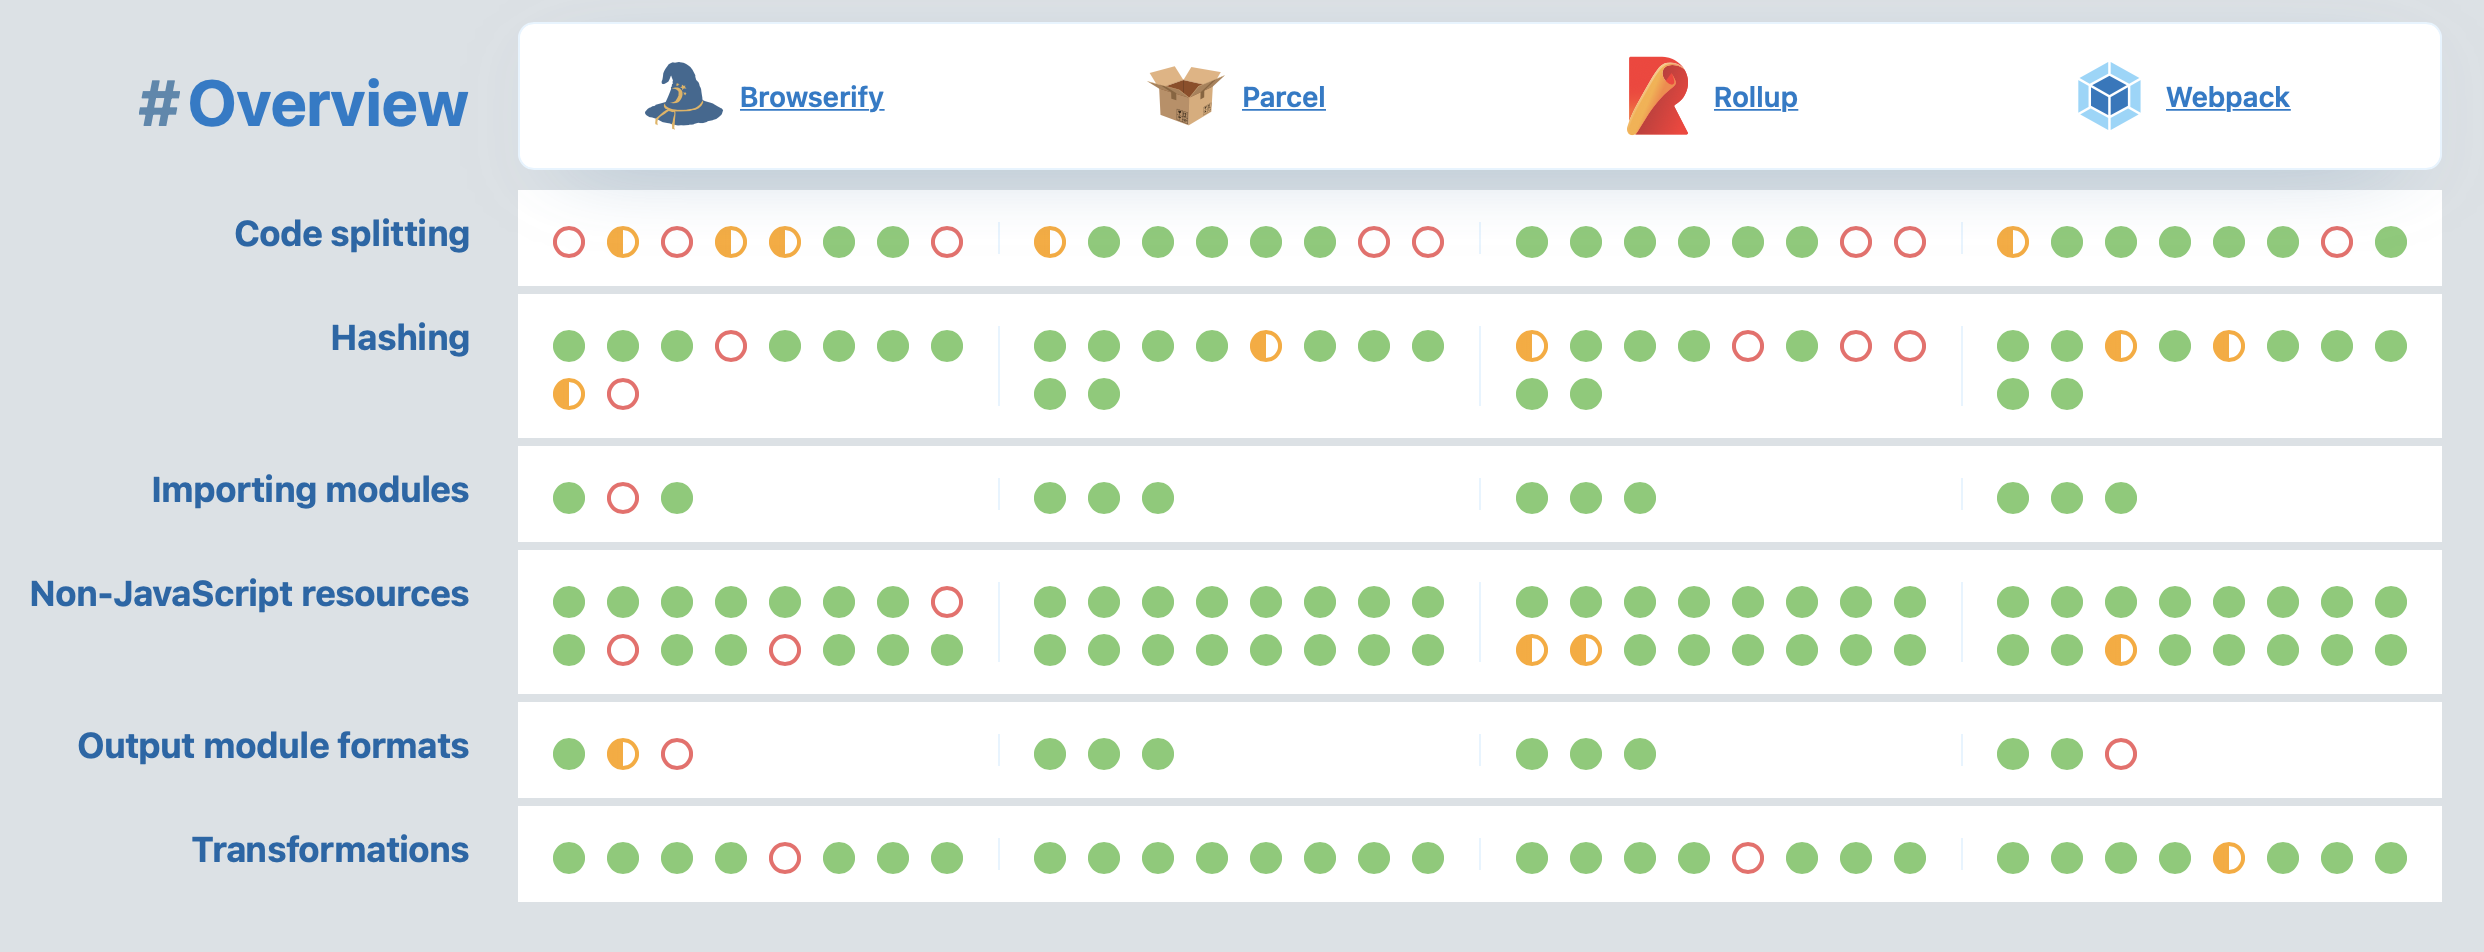 #Overview
Browserify
Parcel
Rollup
Webpack
Code splitting
Hashing
Importing modules
Non-JavaScript resources
Output module formats
Transformations